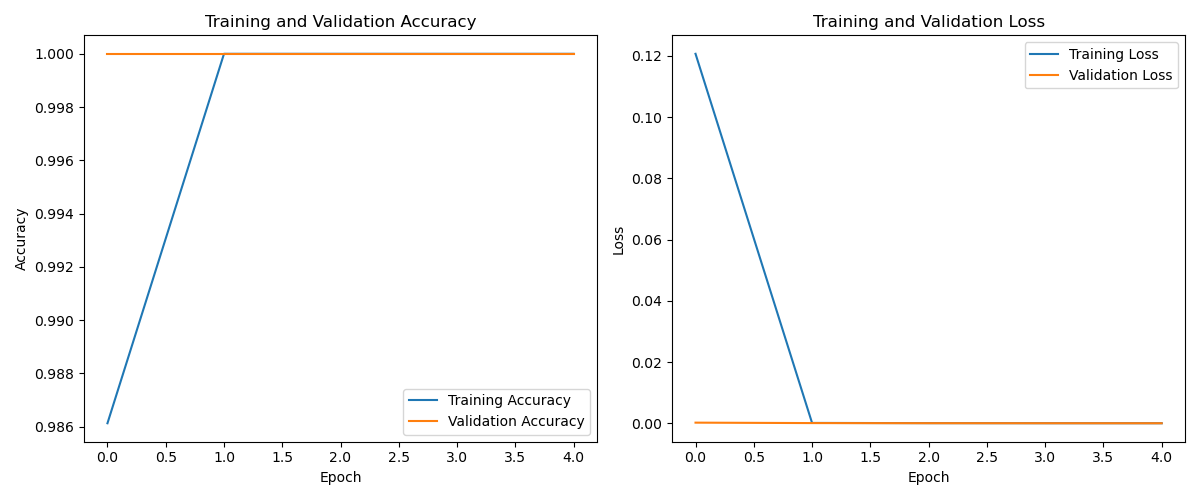 Training and Validation Accuracy
1.000
0.998
0.996
0.994
0.992
0.990
0.988
0.986
Accuracy
0.0 0.5 1.0 1.5 2.0 2.5 3.0 3.5 4.0
Epoch
Training Accuracy
Validation Accuracy
Training and Validation Loss
0.12
0.10
0.08
0.06
0.04
0.02
0.00
Loss
0.0 0.5 1.0 1.5 2.0 2.5 3.0 3.5 4.0
Epoch
Training Loss
Validation Loss